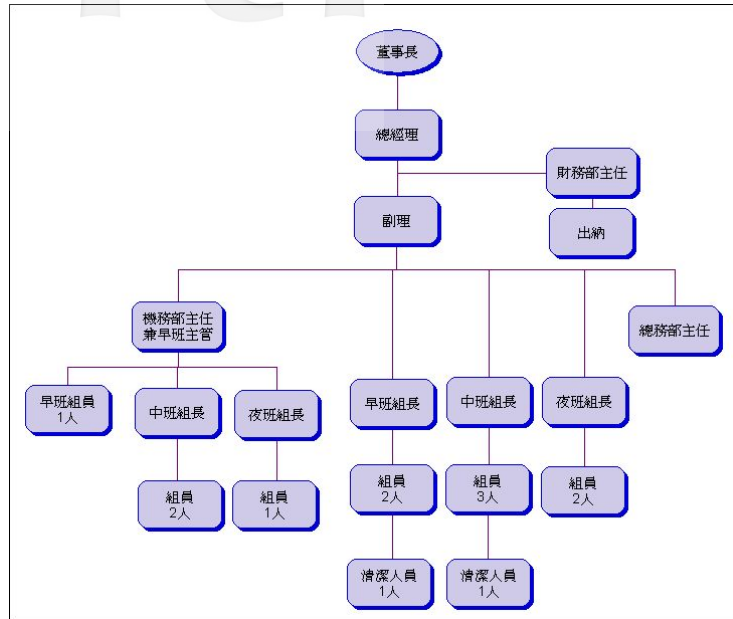 董事長
總經理
財務部主任
副理
出納
機務部主任
兼早班主管
總務部主任
早班組員
1人
中班組長
夜班組長
早班組長
中班組長
夜班組長
組員
2人
組員
1人
組員
2人
組員
3人
組員
2人
清潔人員
1人
清潔人員
1人